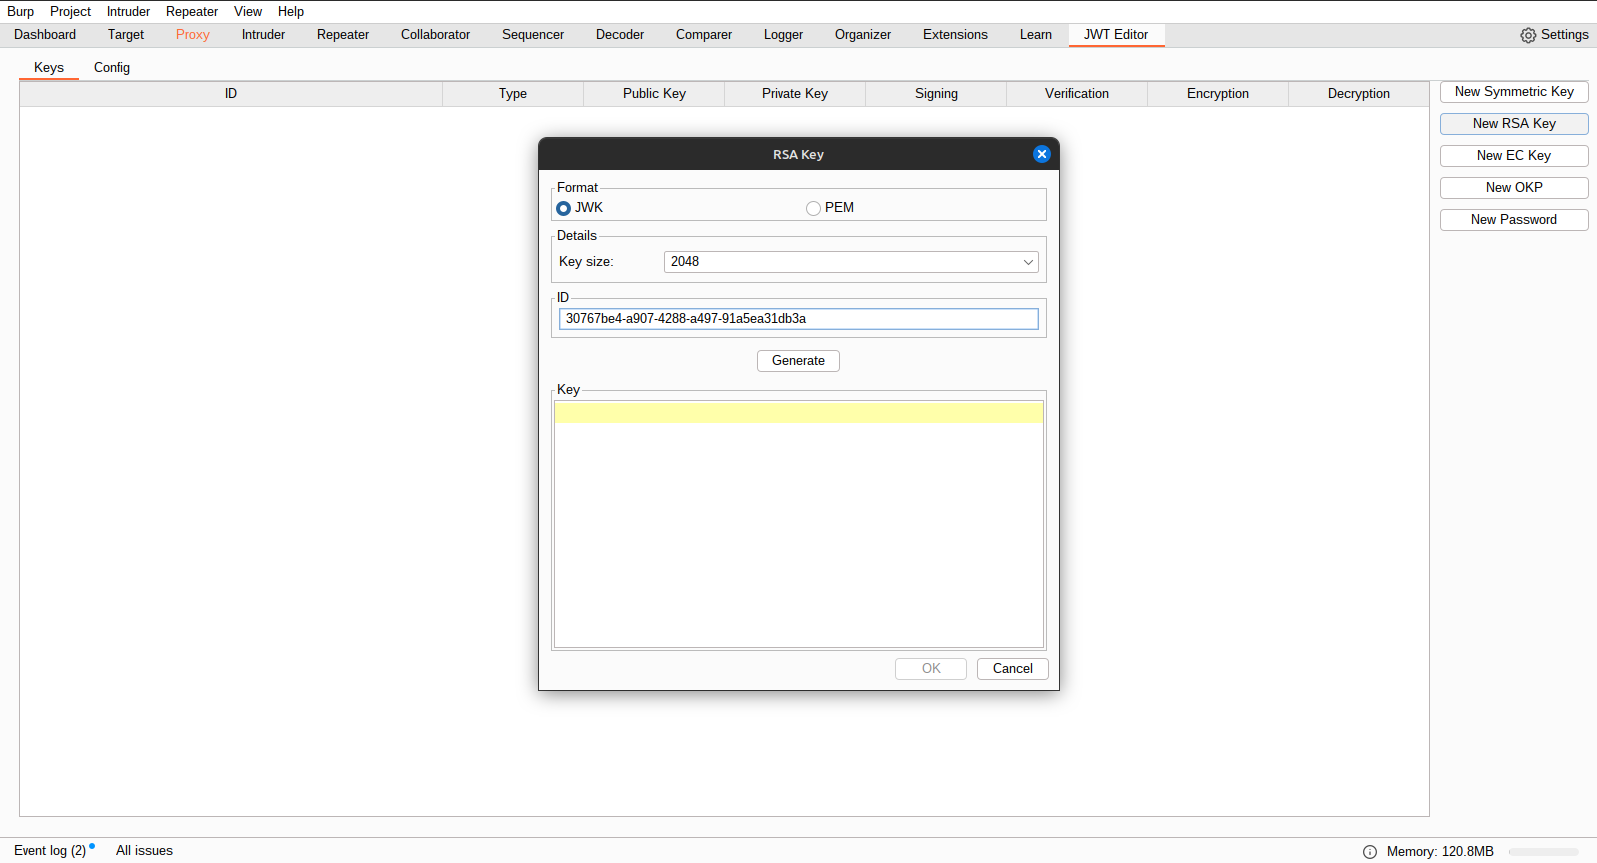 Burp Project Intruder Repeater View Help
Dashboard Target Proxy Intruder Repeater Collaborator Sequencer Decoder Comparer Logger Organizer Extensions Learn JWT Editor Settings
Keys Config
ID Type Public Key Private Key Signing Verification Encryption Decryption
New Symmetric Key
New RSA Key
New EC Key
New OKP
New Password
RSA Key
Format
JWK PEM
Details
Key size: 2048
ID
30767be4-a907-4288-a497-91a5ea31db3a
Generate
Key
OK Cancel
Event log (2) All issues Memory: 120.8MB